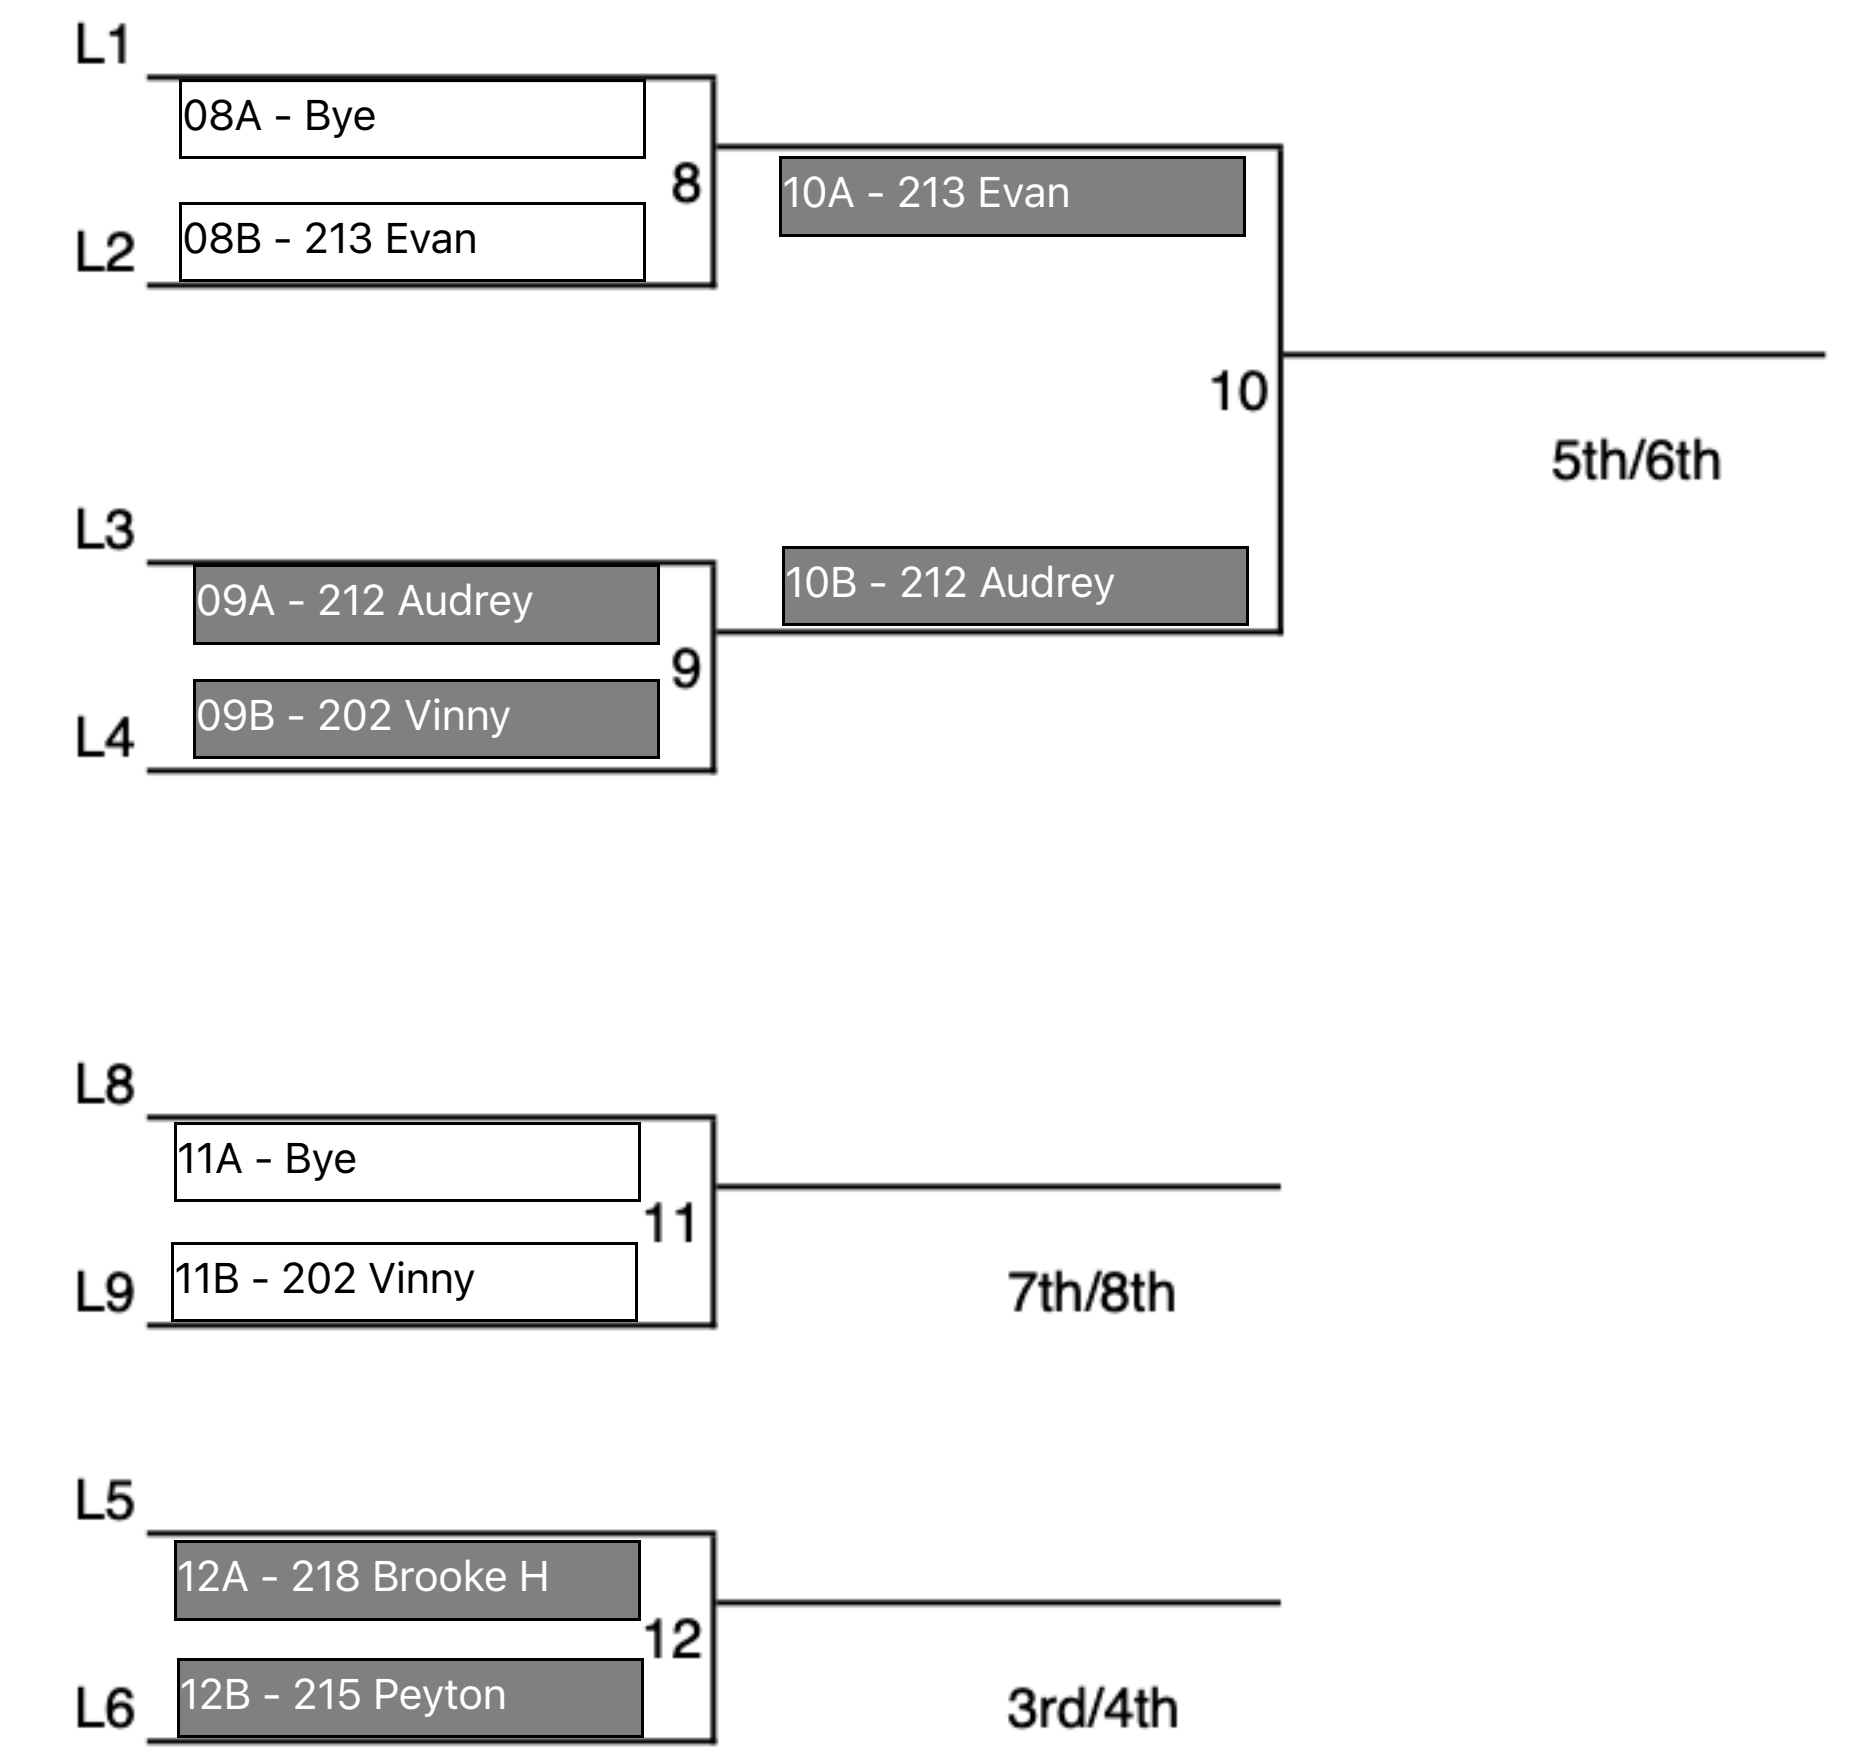 L1
08A - Bye
8
10A - 213 Evan
08B - 213 Evan
L2
10
5th/6th
L3
09A - 212 Audrey
10B - 212 Audrey
9
09B - 202 Vinny
L4
L8
11A - Bye
11
11B - 202 Vinny
L9
7th/8th
L5
12A - 218 Brooke H
12
12B - 215 Peyton
L6
3rd/4th